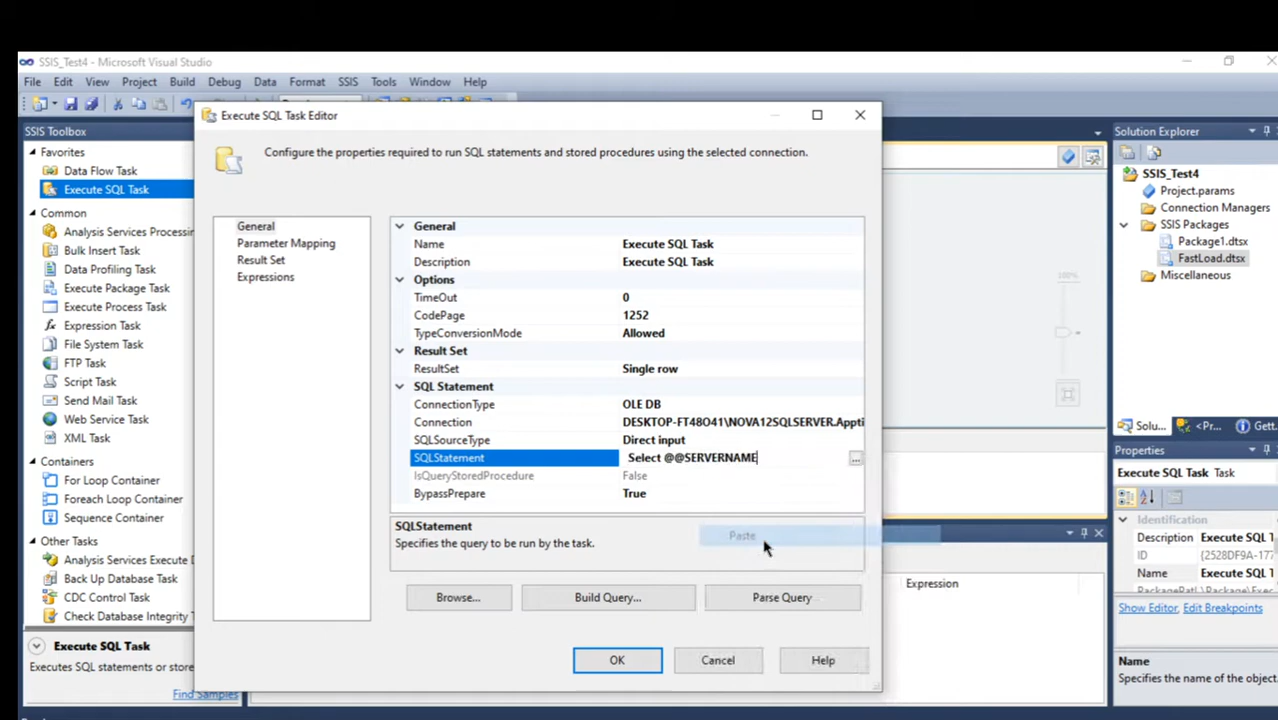 SSIS_Test4 - Microsoft Visual Studio
File Edit View Project Build Debug Data Format SSIS Tools Window Help
SSIS Toolbox
Favorites
Data Flow Task
Execute SQL Task
Common
Analysis Services Processin
Bulk Insert Task
Data Profiling Task
Execute Package Task
Execute Process Task
Expression Task
File System Task
FTP Task
Script Task
Send Mail Task
Web Service Task
XML Task
Containers
For Loop Container
Foreach Loop Container
Sequence Container
Other Tasks
Analysis Services Execute D
Back Up Database Task
CDC Control Task
Check Database Integrity T
Execute SQL Task
Executes SQL statements or store
Find Samples
Execute SQL Task Editor
Configure the properties required to run SQL statements and stored procedures using the selected connection.
General
Parameter Mapping
Result Set
Expressions
General
Name Execute SQL Task
Description Execute SQL Task
Options
TimeOut 0
CodePage 1252
TypeConversionMode Allowed
Result Set
ResultSet Single row
SQL Statement
ConnectionType OLE DB
Connection DESKTOP-FT48O41\NOVA12SQLSERVER.Appti
SQLSourceType Direct input
SQLStatement Select @@SERVERNAME
...
IsQueryStoredProcedure False
BypassPrepare True
SQLStatement
Specifies the query to be run by the task.
Paste
Browse... Build Query... Parse Query
OK Cancel Help
100%
Expression
Solution Explorer
SSIS_Test4
Project.params
Connection Managers
SSIS Packages
Package1.dtsx
FastLoad.dtsx
Miscellaneous
Solu... <Pr... Gett.
Properties
Execute SQL Task Task
Identification
Description Execute SQL T
ID {2528DF9A-177
Name Execute SQL T
Show Editor, Edit Breakpoints
Name
Specifies the name of the object.